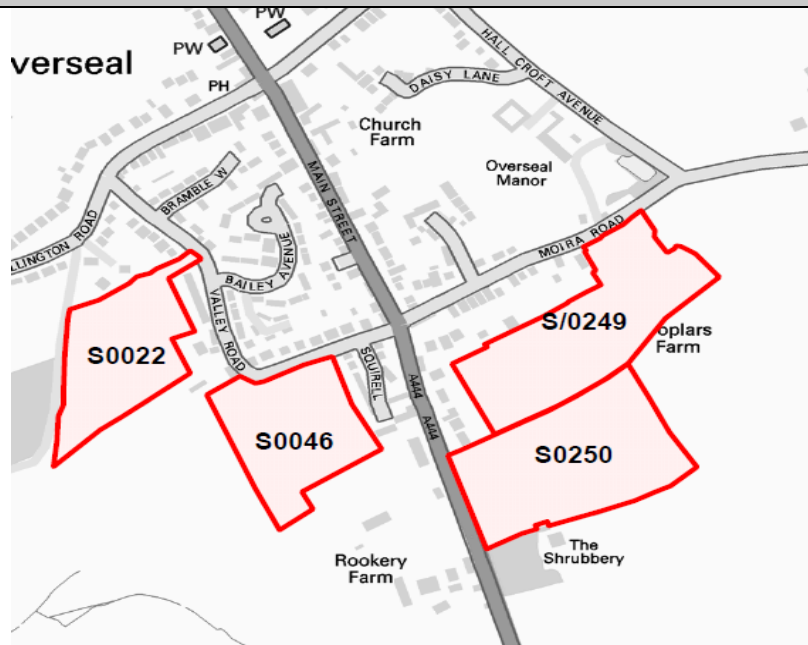 PW
PW
verseal
PH
HALL CROFT AVENUE
DAISY LANE
Church
Farm
Overseal
Manor
MAIN STREET
BRAMBLE W
LLINGTON ROAD
BAILEY AVENUE
MOIRA ROAD
VALLEY ROAD
S/0249
oplars
Farm
S0022
SQUIRELL
A444
A444
S0046
S0250
The
Shrubbery
Rookery
Farm